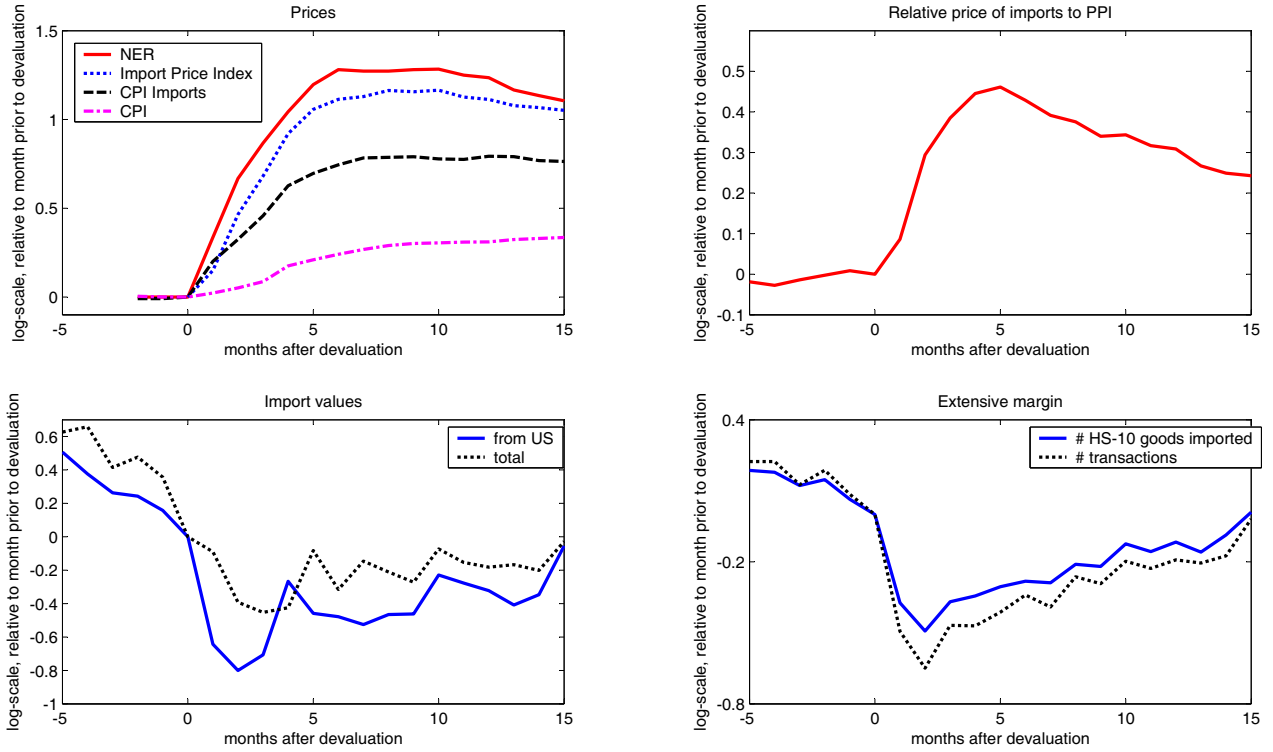 Prices
log-scale, relative to month prior to devaluation
1.5
1
0.5
0
NER
Import Price Index
CPI Imports
CPI
-5 0 5 10 15
months after devaluation
Relative price of imports to PPI
log-scale, relative to month prior to devaluation
0.5
0.4
0.3
0.2
0.1
0
-0.1
-5 0 5 10 15
months after devaluation
Import values
log-scale, relative to month prior to devaluation
0.6
0.4
0.2
0
-0.2
-0.4
-0.6
-0.8
-1
from US
total
-5 0 5 10 15
months after devaluation
Extensive margin
log-scale, relative to month prior to devaluation
0.4
-0.2
-0.8
# HS-10 goods imported
# transactions
-5 0 5 10 15
months after devaluation